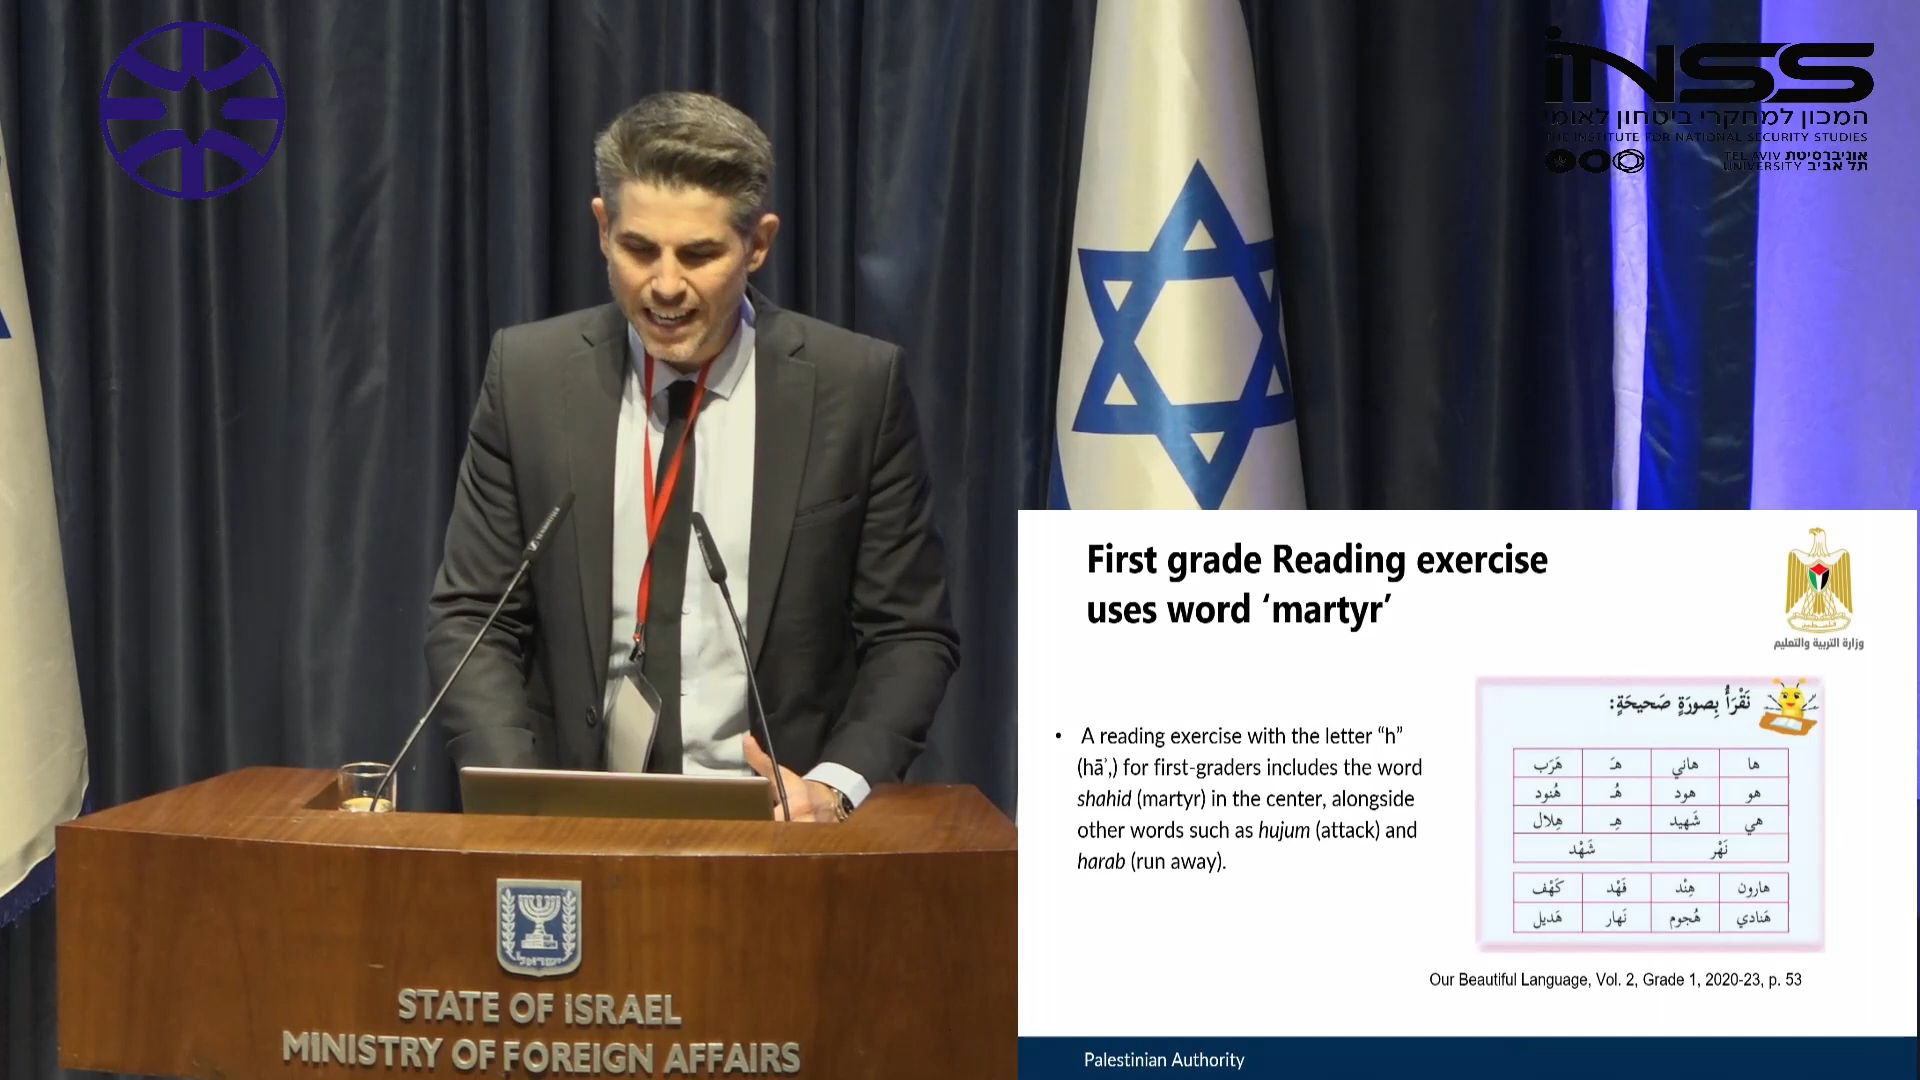 iNSS
המכון למחקרי ביטחון לאומי
THE INSTITUTE FOR NATIONAL SECURITY STUDIES
TEL AVIV אוניברסיטת
UNIVERSITY תל אביב
First grade Reading exercise
uses word ‘martyr’
وزارة التربية والتعليم
• A reading exercise with the letter “h”
(hāʾ,) for first-graders includes the word
shahid (martyr) in the center, alongside
other words such as hujum (attack) and
harab (run away).
نَقْرَأُ بِصورَةٍ صَحيحَةٍ:
ها هاني هَـ هَرَب
هو هود هُـ هُنود
هي شَهيد هِـ هِلال
نَهْر شَهْد
هارون هِنْد فَهْد كَهْف
هَنادي هُجوم نَهار هَديل
Our Beautiful Language, Vol. 2, Grade 1, 2020-23, p. 53
Palestinian Authority
ישראל
STATE OF ISRAEL
MINISTRY OF FOREIGN AFFAIRS